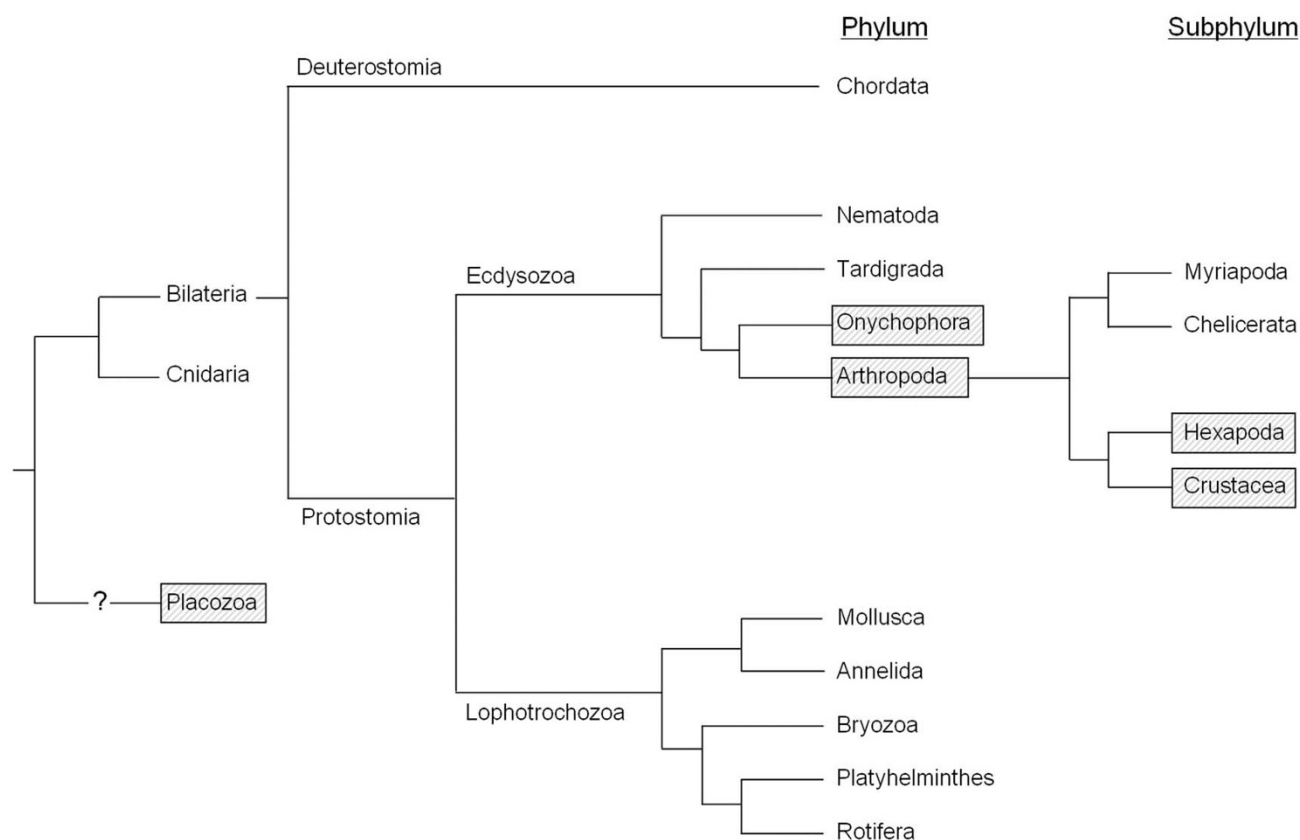 Phylum
Subphylum
Deuterostomia
Chordata
Nematoda
Ecdysozoa
Tardigrada
Myriapoda
Bilateria
Onychophora
Chelicerata
Cnidaria
Arthropoda
Hexapoda
Crustacea
Protostomia
?
Placozoa
Mollusca
Annelida
Lophotrochozoa
Bryozoa
Platyhelminthes
Rotifera